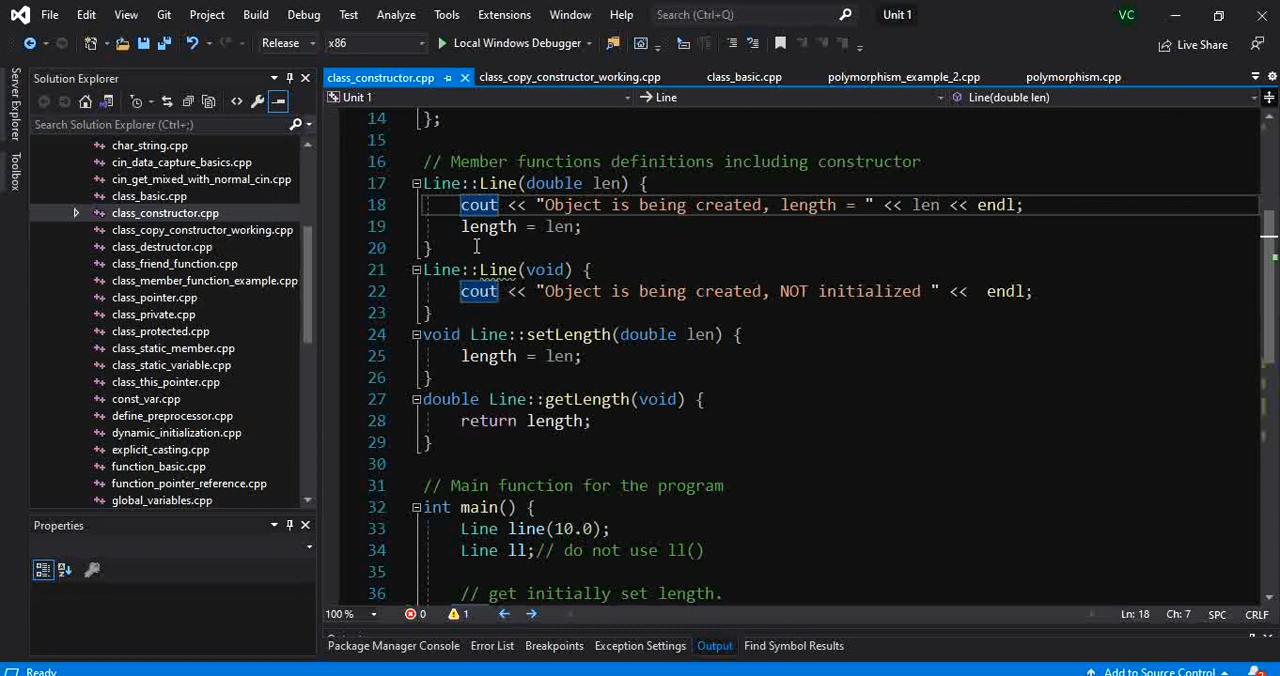 File Edit View Git Project Build Debug Test Analyze Tools Extensions Window Help Search (Ctrl+Q) Unit 1 VC
Release x86 Local Windows Debugger Live Share
Server Explorer
Toolbox
Solution Explorer
Search Solution Explorer (Ctrl+;)
char_string.cpp
cin_data_capture_basics.cpp
cin_get_mixed_with_normal_cin.cpp
class_basic.cpp
class_constructor.cpp
class_copy_constructor_working.cpp
class_destructor.cpp
class_friend_function.cpp
class_member_function_example.cpp
class_pointer.cpp
class_private.cpp
class_protected.cpp
class_static_member.cpp
class_static_variable.cpp
class_this_pointer.cpp
const_var.cpp
define_preprocessor.cpp
dynamic_initialization.cpp
explicit_casting.cpp
function_basic.cpp
function_pointer_reference.cpp
global_variables.cpp
Properties
class_constructor.cpp class_copy_constructor_working.cpp class_basic.cpp polymorphism_example_2.cpp polymorphism.cpp
Unit 1 Line Line(double len)
14 };
15
16 // Member functions definitions including constructor
17 Line::Line(double len) {
18 cout << "Object is being created, length = " << len << endl;
19 length = len;
20 }
21 Line::Line(void) {
22 cout << "Object is being created, NOT initialized " << endl;
23 }
24 void Line::setLength(double len) {
25 length = len;
26 }
27 double Line::getLength(void) {
28 return length;
29 }
30
31 // Main function for the program
32 int main() {
33 Line line(10.0);
34 Line ll;// do not use ll()
35
36 // get initially set length.
100 % 0 1 Ln: 18 Ch: 7 SPC CRLF
Package Manager Console Error List Breakpoints Exception Settings Output Find Symbol Results
Ready Add to Source Control